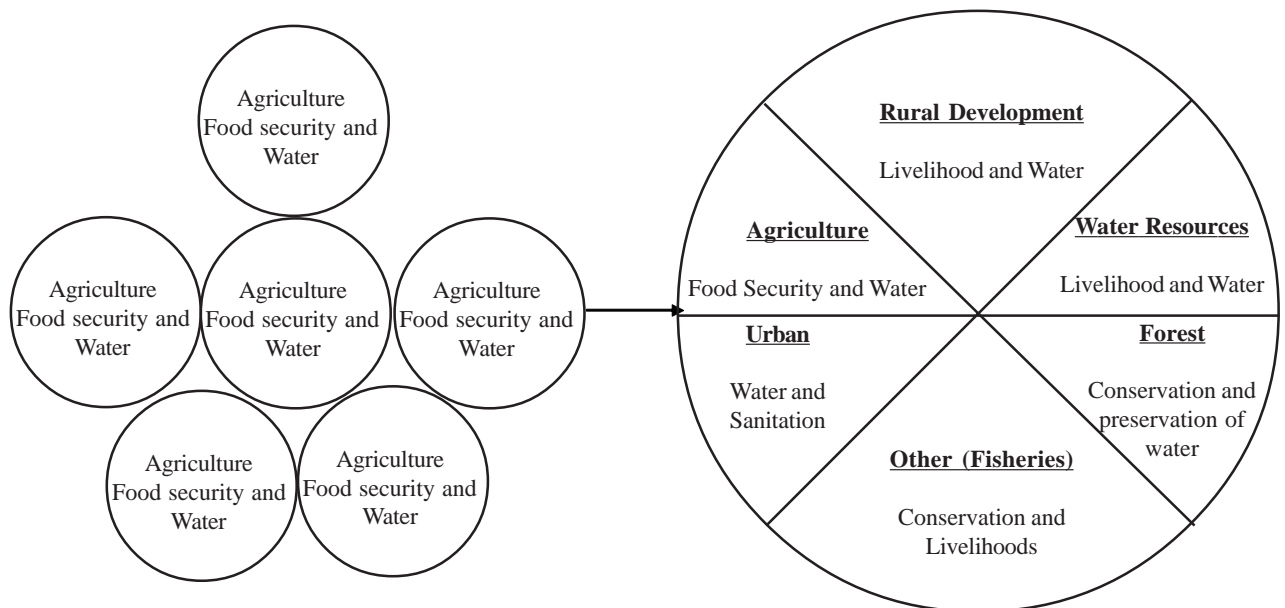 Agriculture
Food security and
Water
Agriculture
Food security and
Water
Agriculture
Food security and
Water
Agriculture
Food security and
Water
Agriculture
Food security and
Water
Agriculture
Food security and
Water
Rural Development
Livelihood and Water
Agriculture
Food Security and Water
Water Resources
Livelihood and Water
Urban
Water and
Sanitation
Forest
Conservation and
preservation of
water
Other (Fisheries)
Conservation and
Livelihoods